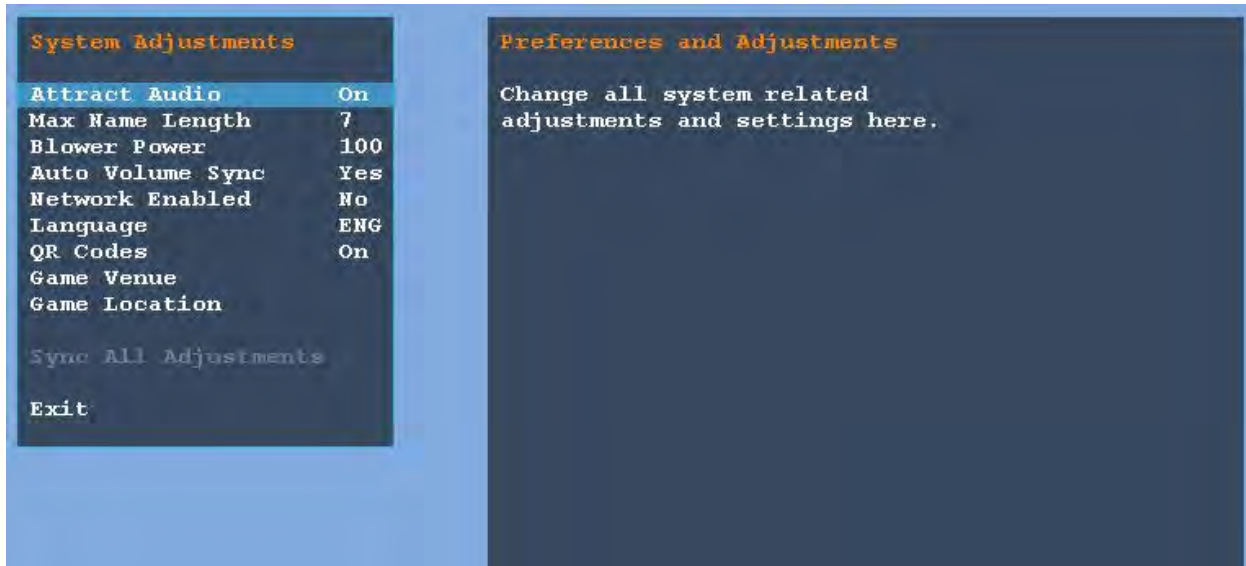 System Adjustments
Attract Audio On
Max Name Length 7
Blower Power 100
Auto Volume Sync Yes
Network Enabled No
Language ENG
QR Codes On
Game Venue
Game Location
Sync All Adjustments
Exit
Preferences and Adjustments
Change all system related
adjustments and settings here.